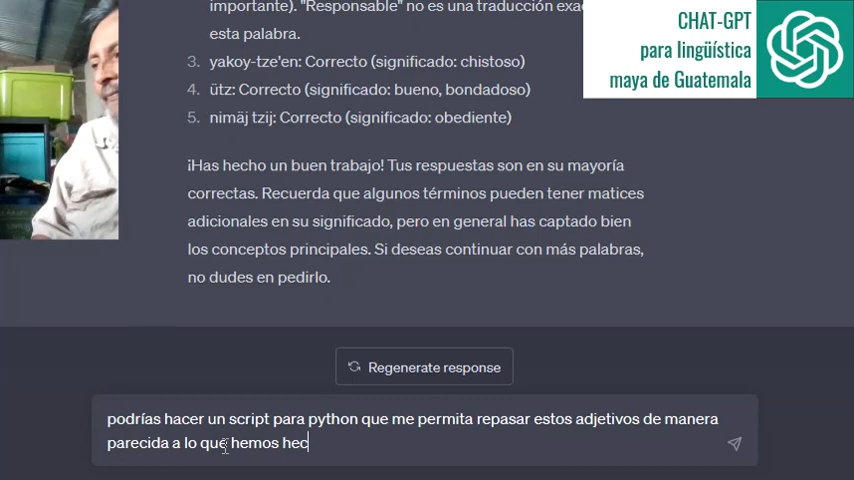 importante). "Responsable" no es una traducción exa
esta palabra.
3. yakoy-tze'en: Correcto (significado: chistoso)
4. ütz: Correcto (significado: bueno, bondadoso)
5. nimäj tzij: Correcto (significado: obediente)
¡Has hecho un buen trabajo! Tus respuestas son en su mayoría
correctas. Recuerda que algunos términos pueden tener matices
adicionales en su significado, pero en general has captado bien
los conceptos principales. Si deseas continuar con más palabras,
no dudes en pedirlo.
CHAT-GPT
para lingüística
maya de Guatemala
Regenerate response
podrías hacer un script para python que me permita repasar estos adjetivos de manera
parecida a lo que hemos hec